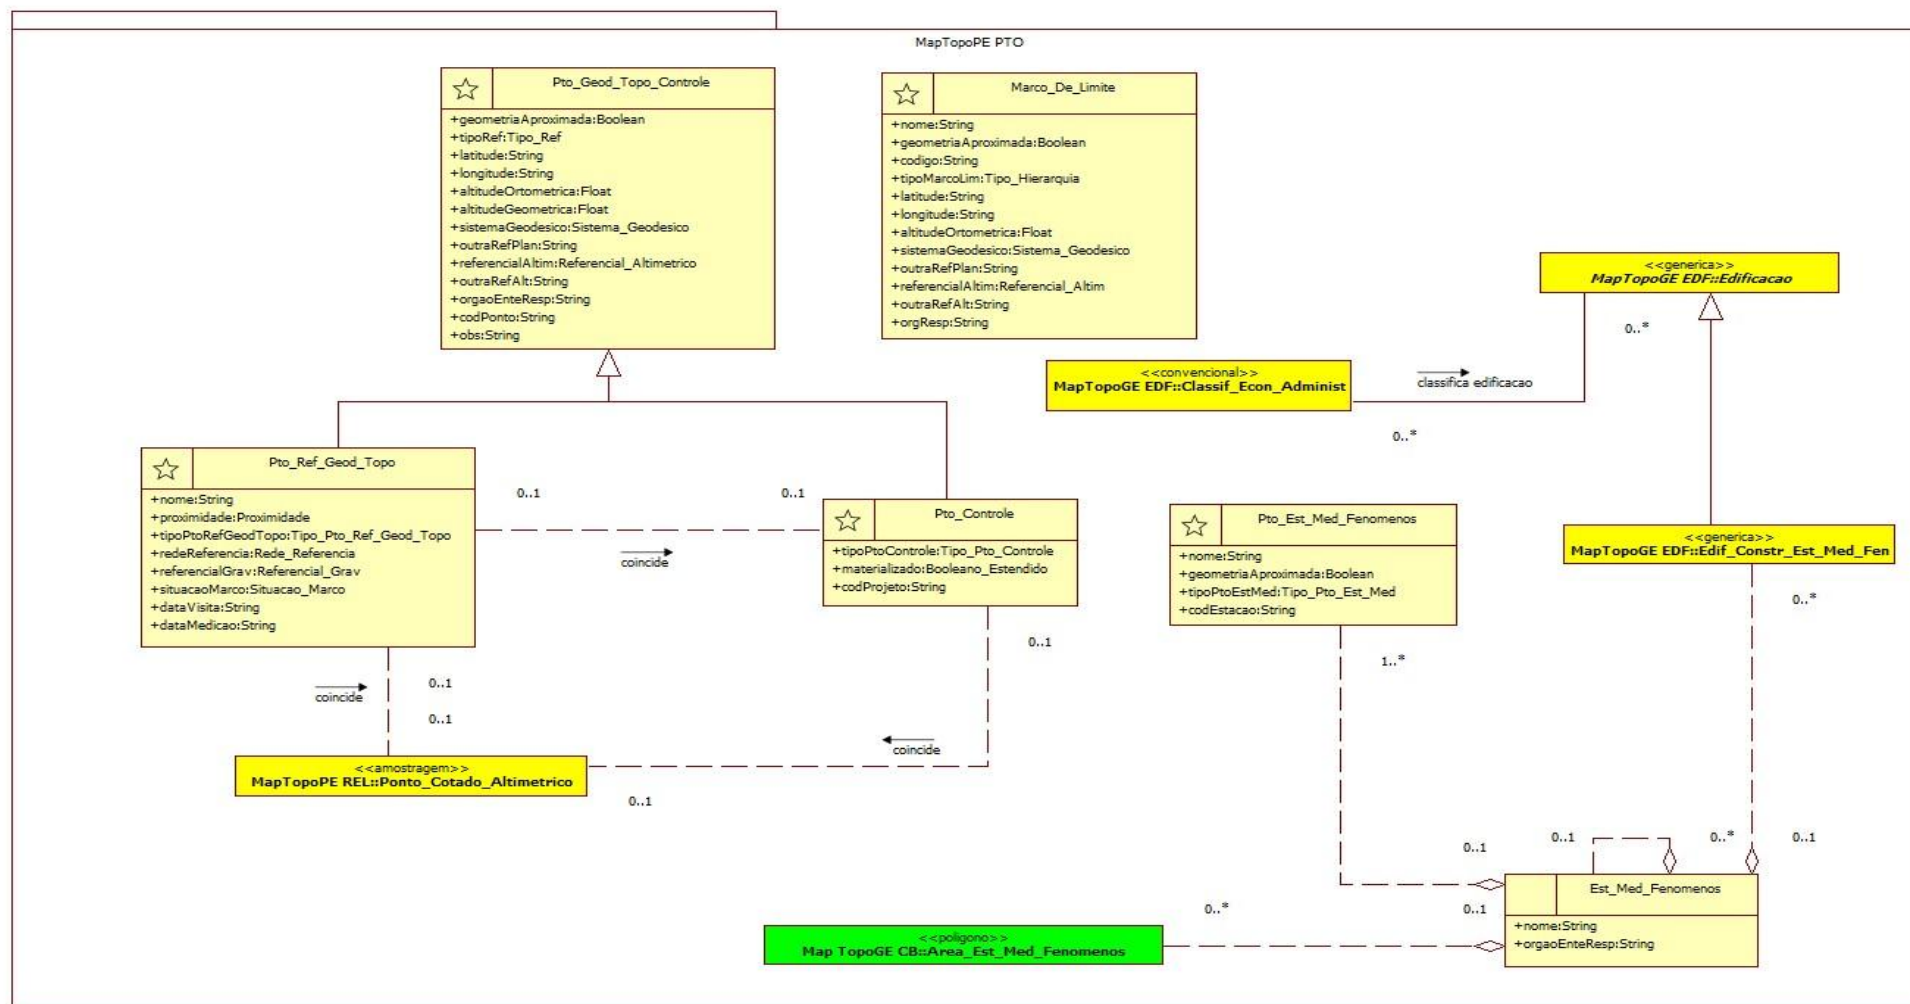 MapTopoPE PTO
Pto_Geod_Topo_Controle
+geometriaAproximada:Boolean
+tipoRef:Tipo_Ref
+latitude:String
+longitude:String
+altitudeOrtometrica:Float
+altitudeGeometrica:Float
+sistemaGeodesico:Sistema_Geodesico
+outraRefPlan:String
+referencialAltim:Referencial_Altimetrico
+outraRefAlt:String
+orgaoEnteResp:String
+codPonto:String
+obs:String
Marco_De_Limite
+nome:String
+geometriaAproximada:Boolean
+codigo:String
+tipoMarcoLim:Tipo_Hierarquia
+latitude:String
+longitude:String
+altitudeOrtometrica:Float
+sistemaGeodesico:Sistema_Geodesico
+outraRefPlan:String
+referencialAltim:Referencial_Altim
+outraRefAlt:String
+orgResp:String
<<generica>>
MapTopoGE EDF::Edificacao
0..*
<<convencional>>
MapTopoGE EDF::Classif_Econ_Administ
classifica edificacao
0..*
Pto_Ref_Geod_Topo
+nome:String
+proximidade:Proximidade
+tipoPtoRefGeodTopo:Tipo_Pto_Ref_Geod_Topo
+redeReferencia:Rede_Referencia
+referencialGrav:Referencial_Grav
+situacaoMarco:Situacao_Marco
+dataVisita:String
+dataMedicao:String
0..1
0..1
coincide
Pto_Controle
+tipoPtoControle:Tipo_Pto_Controle
+materializado:Booleano_Estendido
+codProjeto:String
0..1
Pto_Est_Med_Fenomenos
+nome:String
+geometriaAproximada:Boolean
+tipoPtoEstMed:Tipo_Pto_Est_Med
+codEstacao:String
1..*
<<generica>>
MapTopoGE EDF::Edif_Constr_Est_Med_Fen
0..*
coincide
0..1
0..1
coincide
<<amostragem>>
MapTopoPE REL::Ponto_Cotado_Altimetrico
0..1
0..1
0..1
0..*
0..1
Est_Med_Fenomenos
+nome:String
+orgaoEnteResp:String
0..*
0..1
<<poligono>>
Map TopoGE CB::Area_Est_Med_Fenomenos